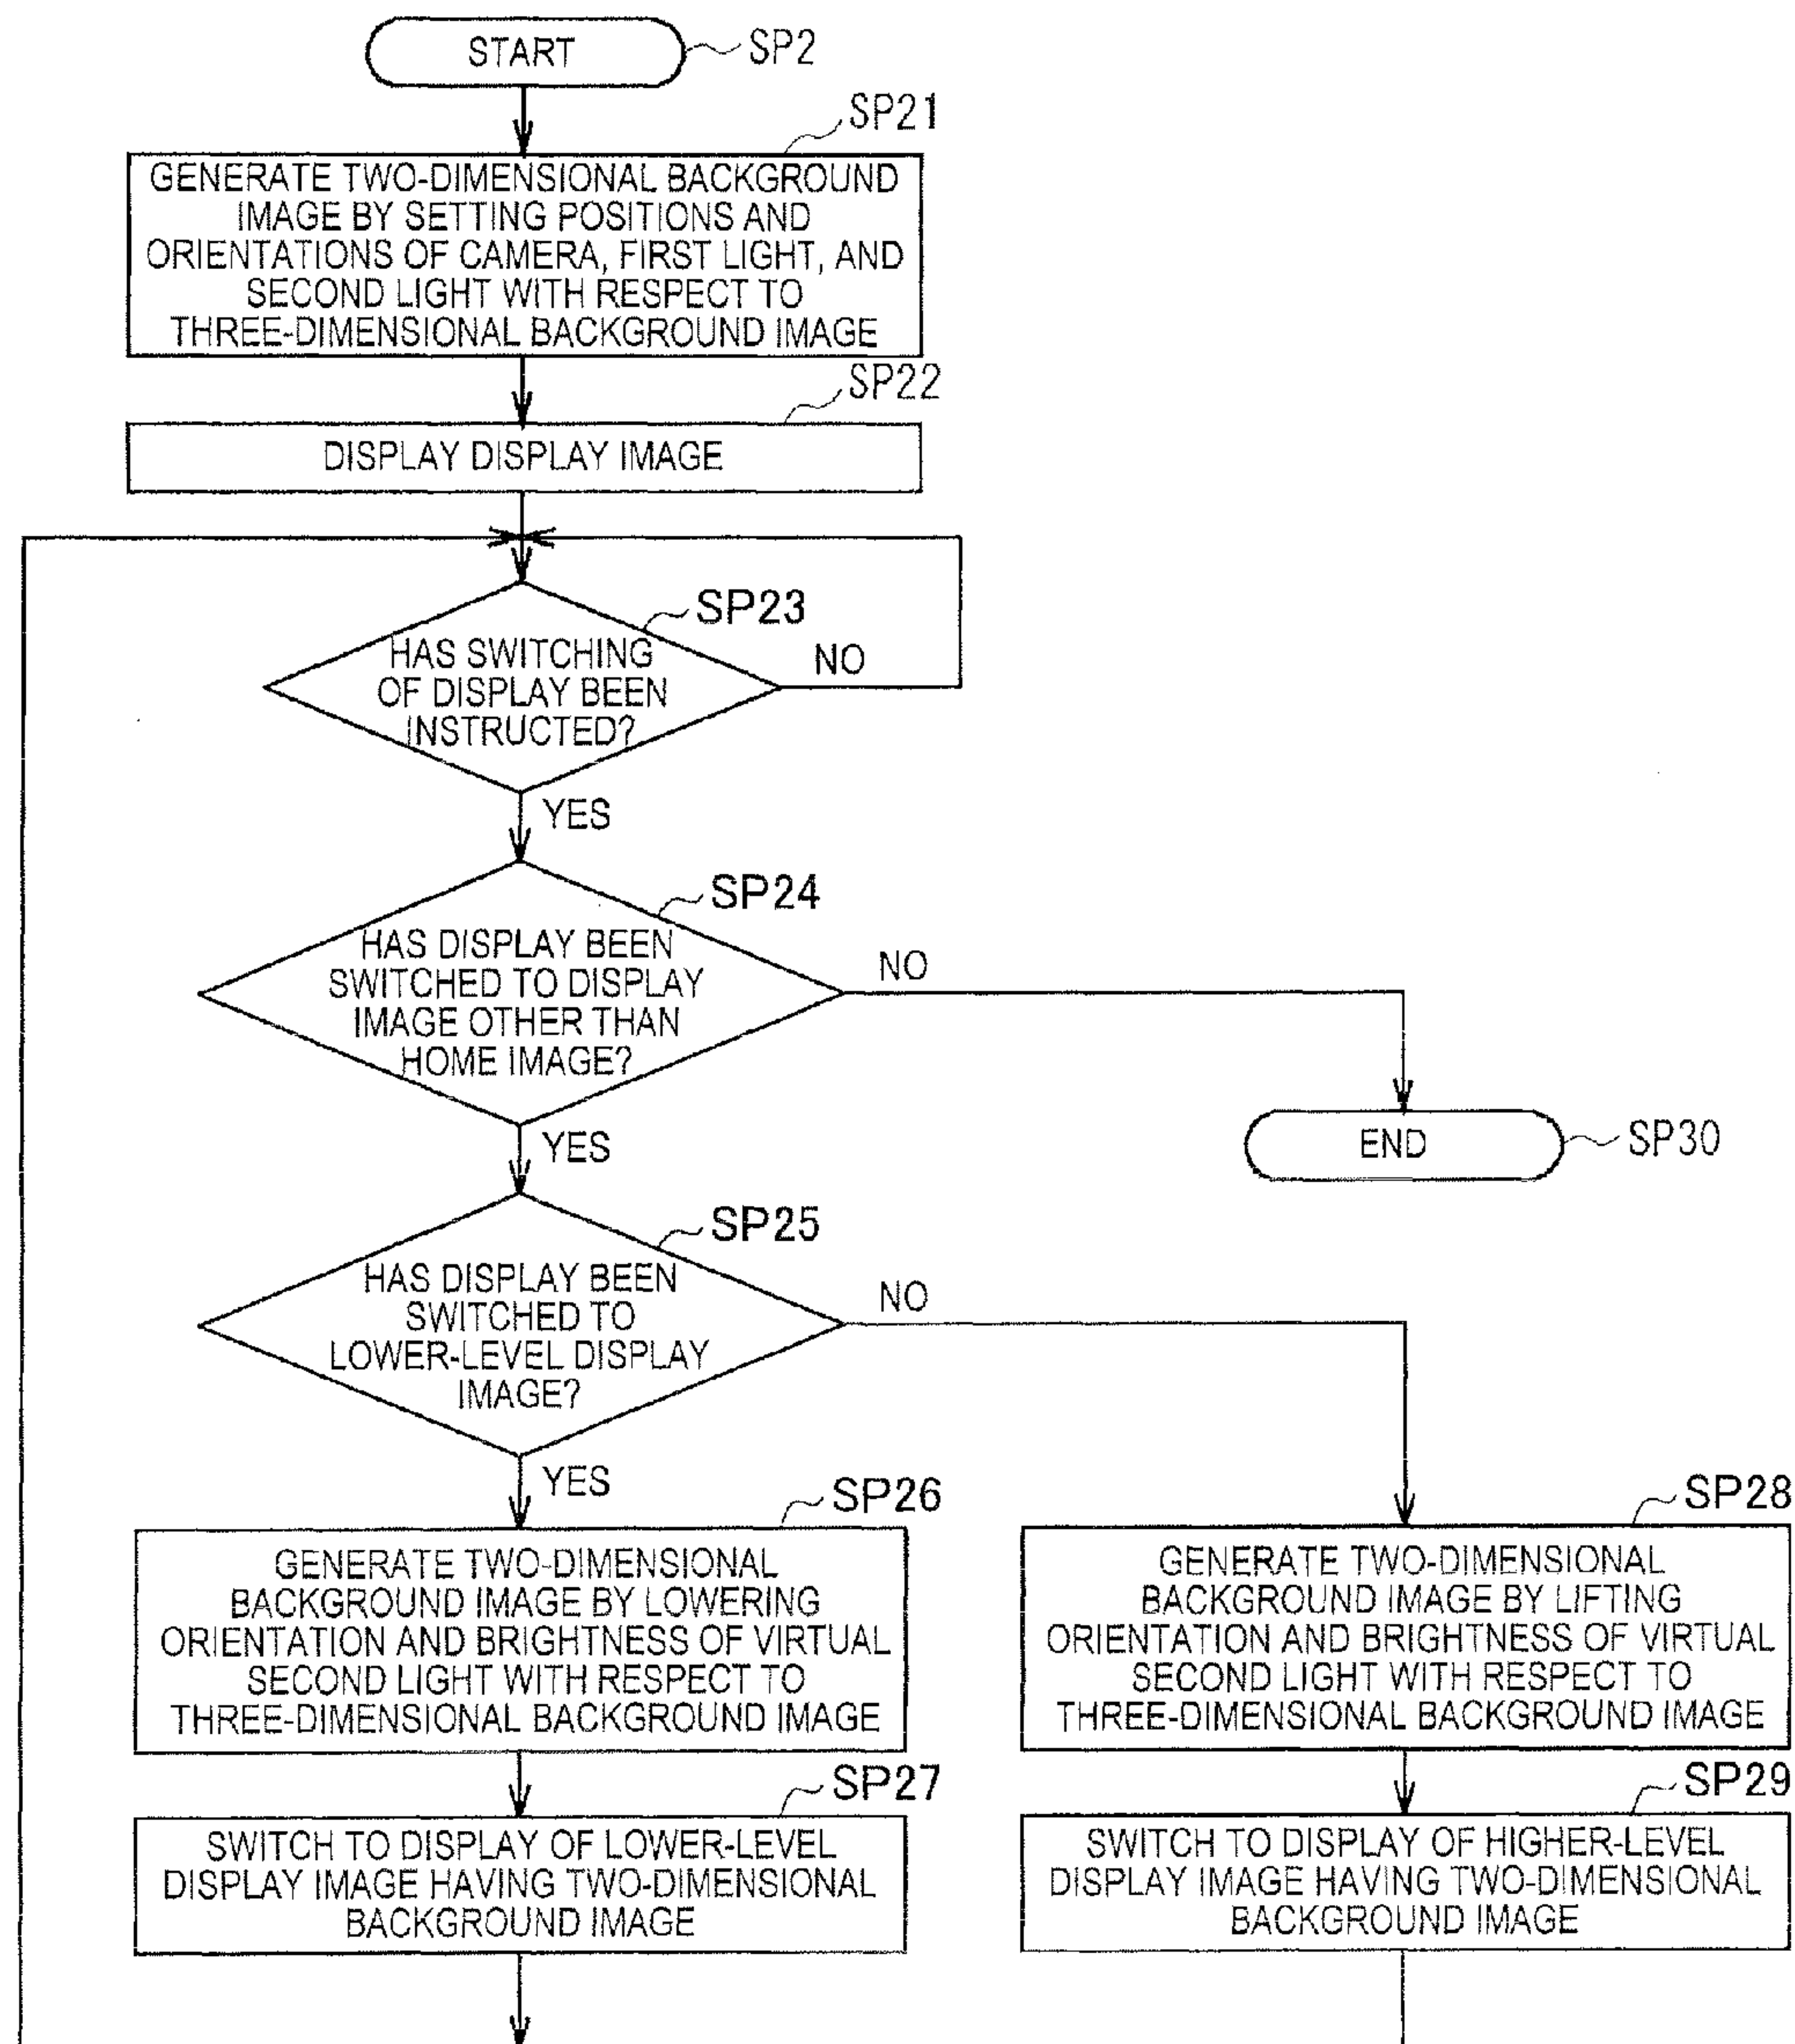 START
SP2
SP21
GENERATE TWO-DIMENSIONAL BACKGROUND
IMAGE BY SETTING POSITIONS AND
ORIENTATIONS OF CAMERA, FIRST LIGHT, AND
SECOND LIGHT WITH RESPECT TO
THREE-DIMENSIONAL BACKGROUND IMAGE
SP22
DISPLAY DISPLAY IMAGE
SP23
HAS SWITCHING
OF DISPLAY BEEN
INSTRUCTED?
NO
YES
SP24
HAS DISPLAY BEEN
SWITCHED TO DISPLAY
IMAGE OTHER THAN
HOME IMAGE?
NO
END
SP30
YES
SP25
HAS DISPLAY BEEN
SWITCHED TO
LOWER-LEVEL DISPLAY
IMAGE?
NO
YES
SP26
GENERATE TWO-DIMENSIONAL
BACKGROUND IMAGE BY LOWERING
ORIENTATION AND BRIGHTNESS OF VIRTUAL
SECOND LIGHT WITH RESPECT TO
THREE-DIMENSIONAL BACKGROUND IMAGE
SP28
GENERATE TWO-DIMENSIONAL
BACKGROUND IMAGE BY LIFTING
ORIENTATION AND BRIGHTNESS OF VIRTUAL
SECOND LIGHT WITH RESPECT TO
THREE-DIMENSIONAL BACKGROUND IMAGE
SP27
SWITCH TO DISPLAY OF LOWER-LEVEL
DISPLAY IMAGE HAVING TWO-DIMENSIONAL
BACKGROUND IMAGE
SP29
SWITCH TO DISPLAY OF HIGHER-LEVEL
DISPLAY IMAGE HAVING TWO-DIMENSIONAL
BACKGROUND IMAGE